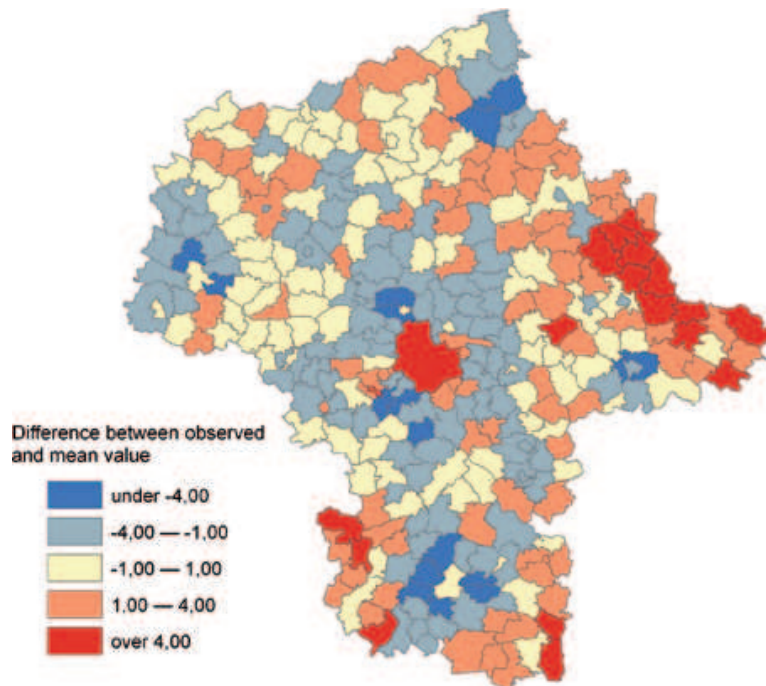 Difference between observed
and mean value
under -4,00
-4,00 — -1,00
-1,00 — 1,00
1.00 — 4,00
over 4,00